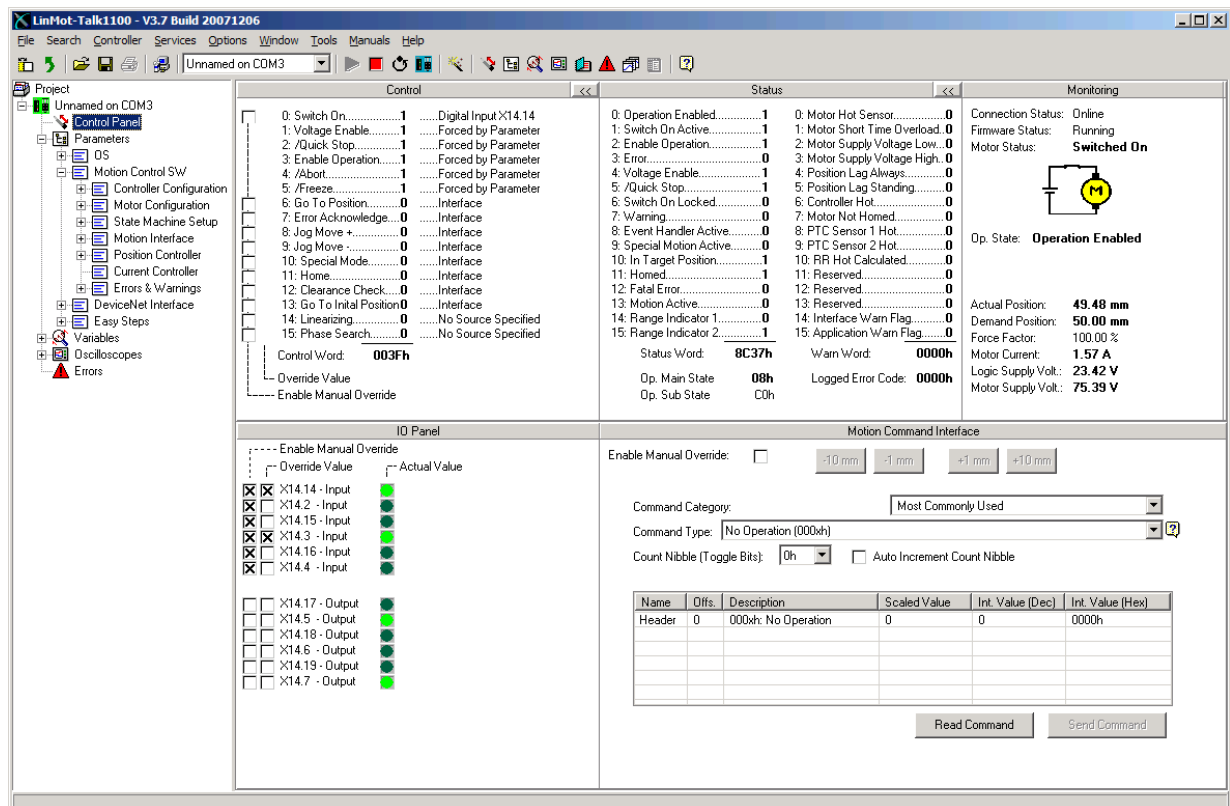 LinMot-Talk1100 - V3.7 Build 20071206
File Search Controller Services Options Window Tools Manuals Help
Unnamed on COM3
Project
Unnamed on COM3
Control Panel
Parameters
OS
Motion Control SW
Controller Configuration
Motor Configuration
State Machine Setup
Motion Interface
Position Controller
Current Controller
Errors & Warnings
DeviceNet Interface
Easy Steps
Variables
Oscilloscopes
Errors
Control <<
0: Switch On.........1 ......Digital Input X14.14
1: Voltage Enable.........1 ......Forced by Parameter
2: /Quick Stop............1 ......Forced by Parameter
3: Enable Operation.......1 ......Forced by Parameter
4: /Abort.................1 ......Forced by Parameter
5: /Freeze................1 ......Forced by Parameter
6: Go To Position.........0 ......Interface
7: Error Acknowledge....0 ......Interface
8: Jog Move +.............0 ......Interface
9: Jog Move -.............0 ......Interface
10: Special Mode..........0 ......Interface
11: Home..................0 ......Interface
12: Clearance Check.....0 ......Interface
13: Go To Inital Position0 ......Interface
14: Linearizing...........0 ......No Source Specified
15: Phase Search.........0 ......No Source Specified
Control Word: 003Fh
Override Value
Enable Manual Override
Status <<
0: Operation Enabled............1
1: Switch On Active.............1
2: Enable Operation.............1
3: Error........................0
4: Voltage Enable...............1
5: /Quick Stop..................1
6: Switch On Locked.............0
7: Warning......................0
8: Event Handler Active.........0
9: Special Motion Active........0
10: In Target Position..........1
11: Homed.......................1
12: Fatal Error.................0
13: Motion Active...............0
14: Range Indicator 1...........0
15: Range Indicator 2...........1
Status Word: 8C37h
Op. Main State 08h
Op. Sub State C0h
0: Motor Hot Sensor.............0
1: Motor Short Time Overload..0
2: Motor Supply Voltage Low...0
3: Motor Supply Voltage High..0
4: Position Lag Always..........0
5: Position Lag Standing........0
6: Controller Hot...............0
7: Motor Not Homed..............0
8: PTC Sensor 1 Hot.............0
9: PTC Sensor 2 Hot.............0
10: RR Hot Calculated...........0
11: Reserved....................0
12: Reserved....................0
13: Reserved....................0
14: Interface Warn Flag.........0
15: Application Warn Flag.......0
Warn Word: 0000h
Logged Error Code: 0000h
Monitoring
Connection Status: Online
Firmware Status: Running
Motor Status: Switched On
M
Op. State: Operation Enabled
Actual Position: 49.48 mm
Demand Position: 50.00 mm
Force Factor: 100.00 %
Motor Current: 1.57 A
Logic Supply Volt.: 23.42 V
Motor Supply Volt.: 75.39 V
IO Panel
Enable Manual Override
Override Value Actual Value
X14.14 - Input
X14.2 - Input
X14.15 - Input
X14.3 - Input
X14.16 - Input
X14.4 - Input
X14.17 - Output
X14.5 - Output
X14.18 - Output
X14.6 - Output
X14.19 - Output
X14.7 - Output
Motion Command Interface
Enable Manual Override: -10 mm -1 mm +1 mm +10 mm
Command Category: Most Commonly Used
Command Type: No Operation (000xh)
Count Nibble (Toggle Bits): 0h Auto Increment Count Nibble
Name Offs. Description Scaled Value Int. Value (Dec) Int. Value (Hex)
Header 0 000xh: No Operation 0 0 0000h
Read Command Send Command